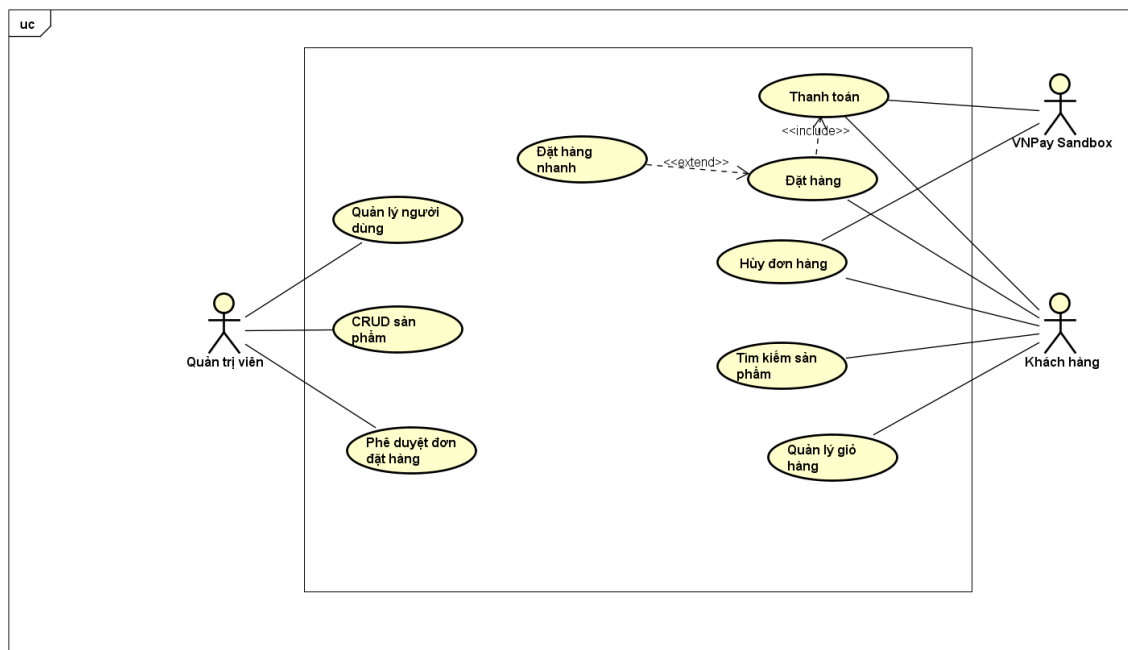 uc
Thanh toán
VNPay Sandbox
<<include>>
Đặt hàng
nhanh
<<extend>>
Đặt hàng
Quản lý người
dùng
Hủy đơn hàng
CRUD sản
phẩm
Quản trị viên
Tìm kiếm sản
phẩm
Khách hàng
Phê duyệt đơn
đặt hàng
Quản lý giỏ
hàng